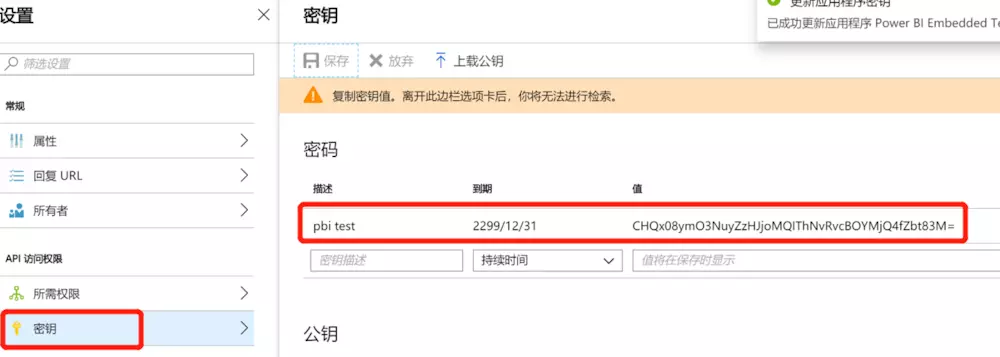 设置
筛选设置
常规
属性
回复 URL
所有者
API 访问权限
所需权限
密钥
密钥
保存 放弃 上载公钥
复制密钥值。离开此边栏选项卡后，你将无法进行检索。
密码
描述 到期 值
pbi test 2299/12/31 CHQx08ymO3NuyZzHJjoMQIThNvRvcBOYMjQ4fZbt83M=
密钥描述 持续时间 值将在保存时显示
公钥
更新应用程序密钥
已成功更新应用程序 Power BI Embedded Te